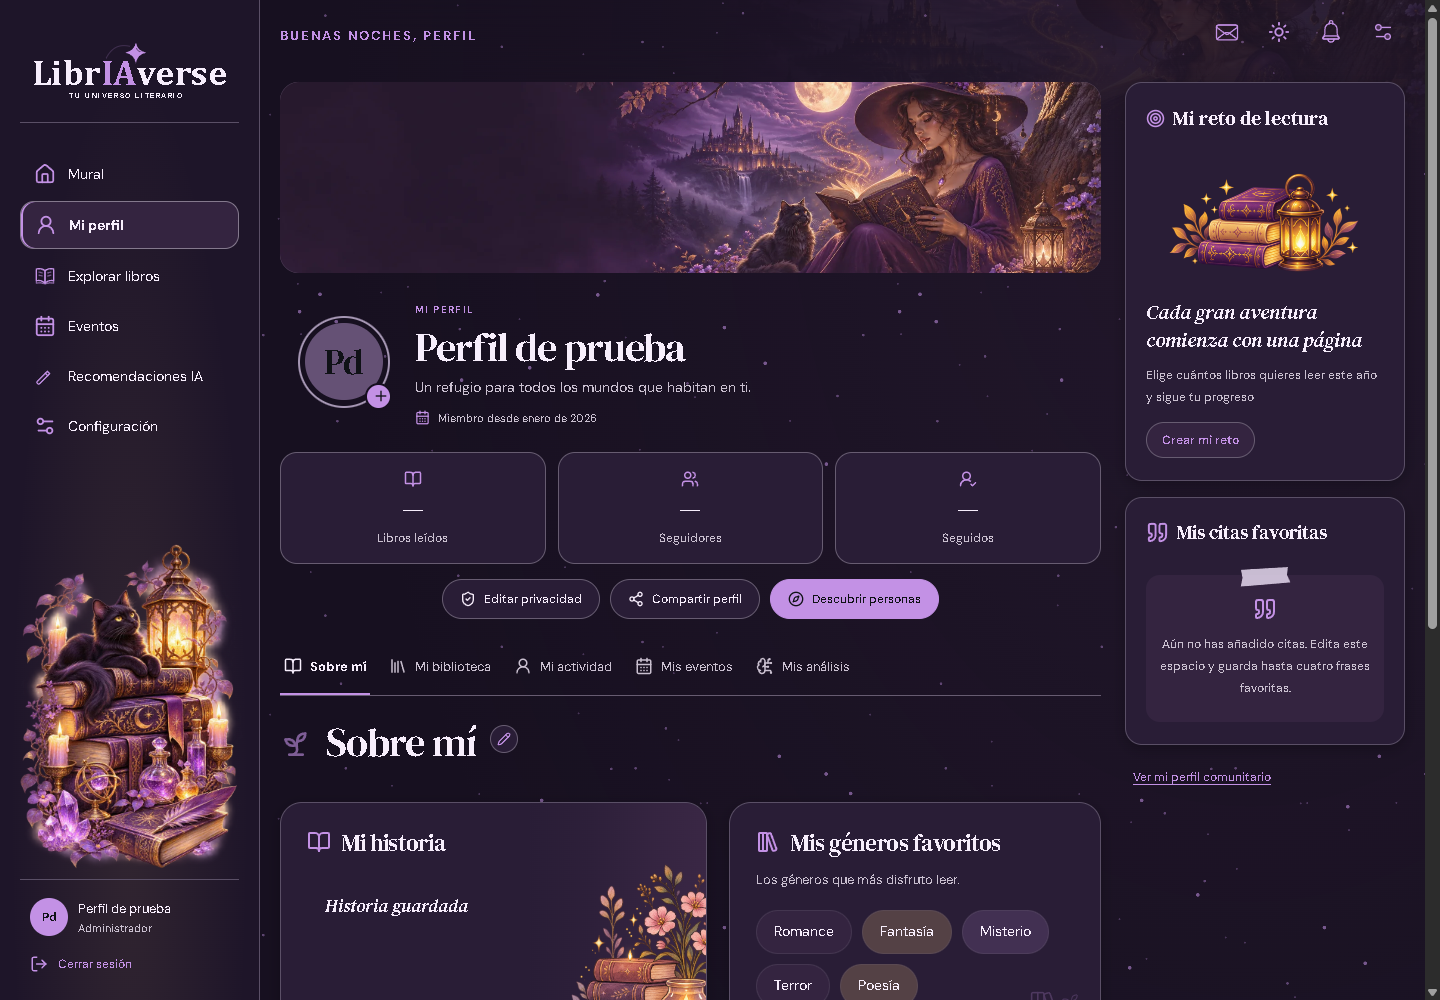 LibrIAverse
TU UNIVERSO LITERARIO
Mural
Mi perfil
Explorar libros
Eventos
Recomendaciones IA
Configuración
Pd
Perfil de prueba
Administrador
Cerrar sesión
BUENAS NOCHES, PERFIL
Pd
MI PERFIL
Perfil de prueba
Un refugio para todos los mundos que habitan en ti.
Miembro desde enero de 2026
—
Libros leídos
—
Seguidores
—
Seguidos
Editar privacidad
Compartir perfil
Descubrir personas
Sobre mí
Mi biblioteca
Mi actividad
Mis eventos
Mis análisis
Sobre mí
Mi historia
Historia guardada
Mis géneros favoritos
Los géneros que más disfruto leer.
Romance
Fantasía
Misterio
Terror
Poesía
Mi reto de lectura
Cada gran aventura
comienza con una página
Elige cuántos libros quieres leer este año
y sigue tu progreso
Crear mi reto
Mis citas favoritas
Aún no has añadido citas. Edita este
espacio y guarda hasta cuatro frases
favoritas.
Ver mi perfil comunitario